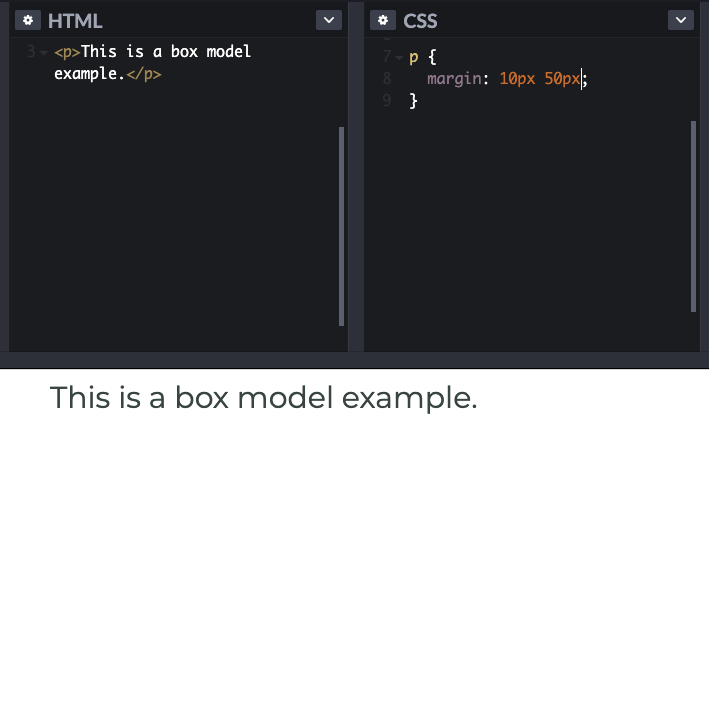 HTML
3 <p>This is a box model
example.</p>
CSS
7 p {
8 margin: 10px 50px;
9 }
This is a box model example.